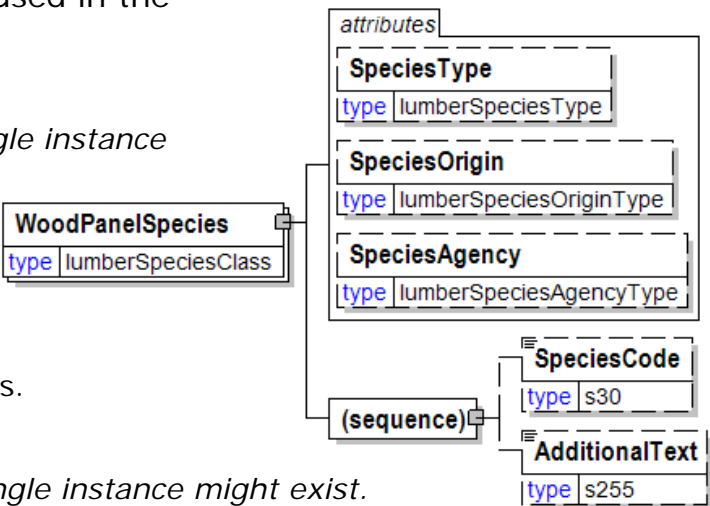 used in the
attributes
SpeciesType
type lumberSpeciesType
gle instance
SpeciesOrigin
type lumberSpeciesOriginType
WoodPanelSpecies
type lumberSpeciesClass
SpeciesAgency
type lumberSpeciesAgencyType
s.
SpeciesCode
type s30
(sequence)
AdditionalText
type s255
ngle instance might exist.